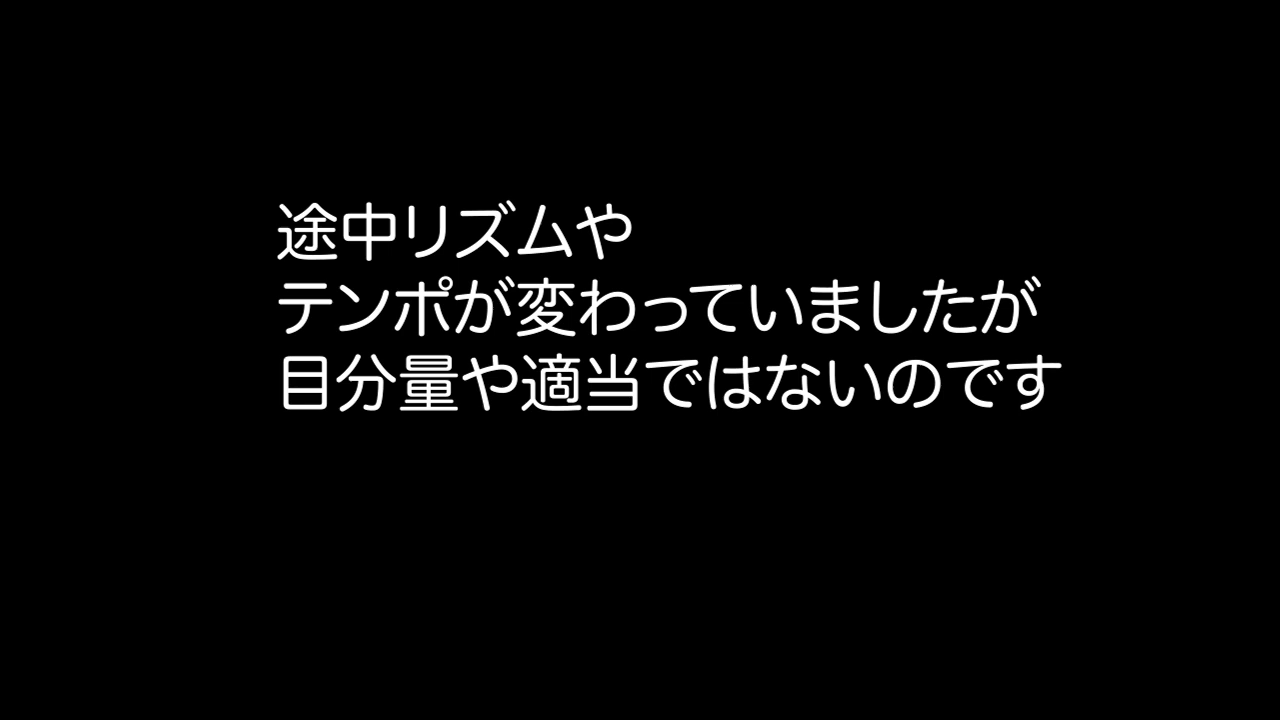 途中リズムや
テンポが変わっていましたが
目分量や適当ではないのです